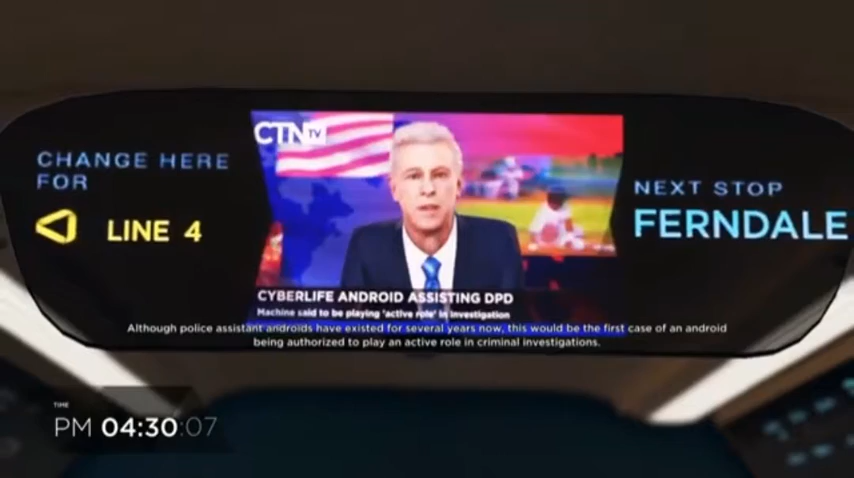 CHANGE HERE
FOR
LINE 4
CTN TV
CYBERLIFE ANDROID ASSISTING DPD
Machine said to be playing 'active role' in investigation
NEXT STOP
FERNDALE
Although police assistant androids have existed for several years now, this would be the first case of an android
being authorized to play an active role in criminal investigations.
TIME
PM 04:30:07